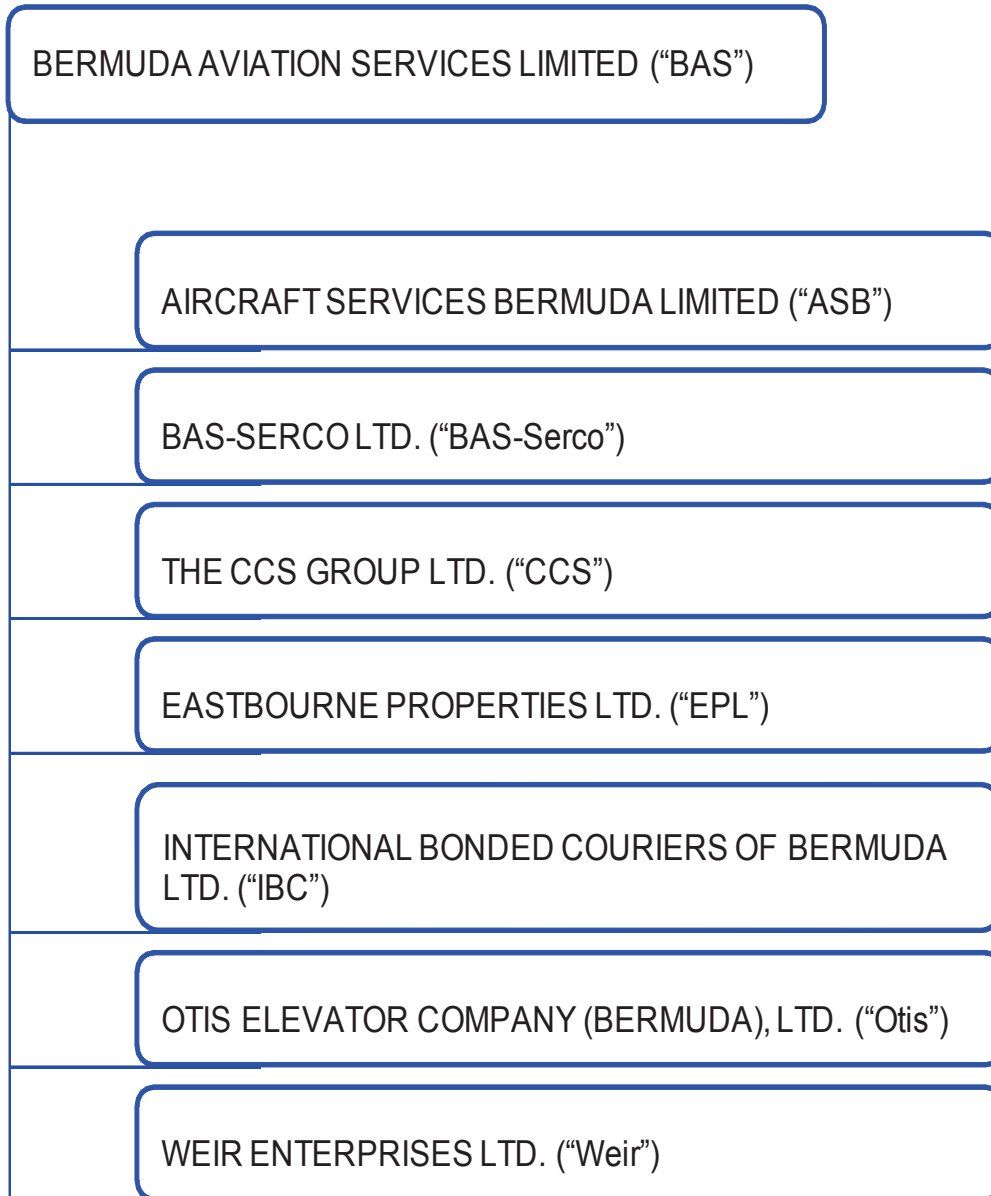 BERMUDA AVIATION SERVICES LIMITED (“BAS”)
AIRCRAFT SERVICES BERMUDA LIMITED (“ASB”)
BAS-SERCO LTD. (“BAS-Serco”)
THE CCS GROUP LTD. (“CCS”)
EASTBOURNE PROPERTIES LTD. (“EPL”)
INTERNATIONAL BONDED COURIERS OF BERMUDA
LTD. (“IBC”)
OTIS ELEVATOR COMPANY (BERMUDA), LTD. (“Otis”)
WEIR ENTERPRISES LTD. (“Weir”)